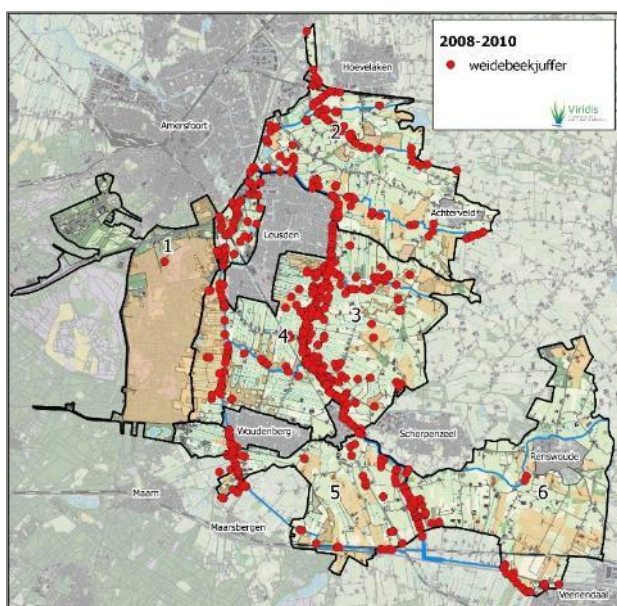 2008-2010
weidebeekjuffer
Viridis
Hoevelaken
Amersfoort
2
Achterveld
1
Leusden
3
4
Woudenberg
Scherpenzeel
Renswoude
Maarn
5
6
Maarsbergen
Veenendaal